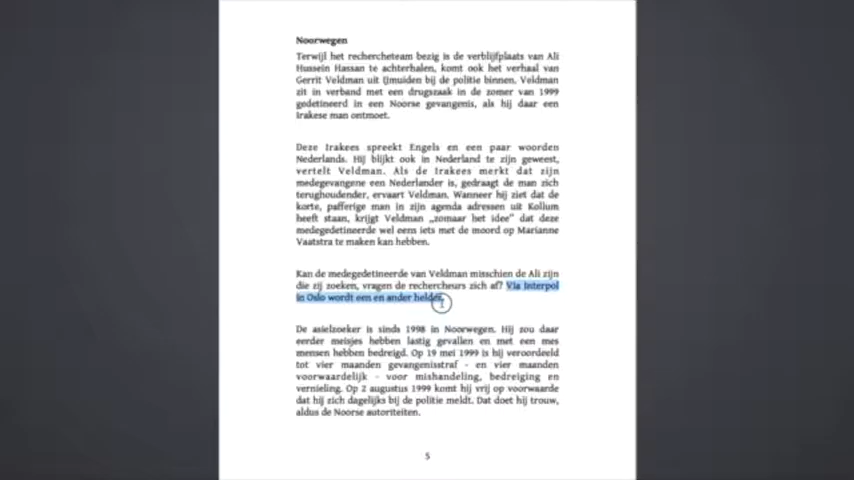 Noorwegen
Terwijl het rechercheteam bezig is de verblijfplaats van Ali
Hussein Hassan te achterhalen, komt ook het verhaal van
Gerrit Veldman uit IJmuiden bij de politie binnen. Veldman
zit in verband met een drugszaak in de zomer van 1999
gedetineerd in een Noorse gevangenis, als hij daar een
Irakese man ontmoet.
Deze Irakees spreekt Engels en een paar woorden
Nederlands. Hij blijkt ook in Nederland te zijn geweest,
vertelt Veldman. Als de Irakees merkt dat zijn
medegevangene een Nederlander is, gedraagt de man zich
terughoudender, ervaart Veldman. Wanneer hij ziet dat de
korte, pafferige man in zijn agenda adressen uit Kollum
heeft staan, krijgt Veldman „zomaar het idee” dat deze
medegedetineerde wel eens iets met de moord op Marianne
Vaatstra te maken kan hebben.
Kan de medegedetineerde van Veldman misschien de Ali zijn
die zij zoeken, vragen de rechercheurs zich af? Via Interpol
in Oslo wordt een en ander helder.
De asielzoeker is sinds 1998 in Noorwegen. Hij zou daar
eerder meisjes hebben lastig gevallen en met een mes
mensen hebben bedreigd. Op 19 mei 1999 is hij veroordeeld
tot vier maanden gevangenisstraf - en vier maanden
voorwaardelijk - voor mishandeling, bedreiging en
vernieling. Op 2 augustus 1999 komt hij vrij op voorwaarde
dat hij zich dagelijks bij de politie meldt. Dat doet hij trouw,
aldus de Noorse autoriteiten.
5